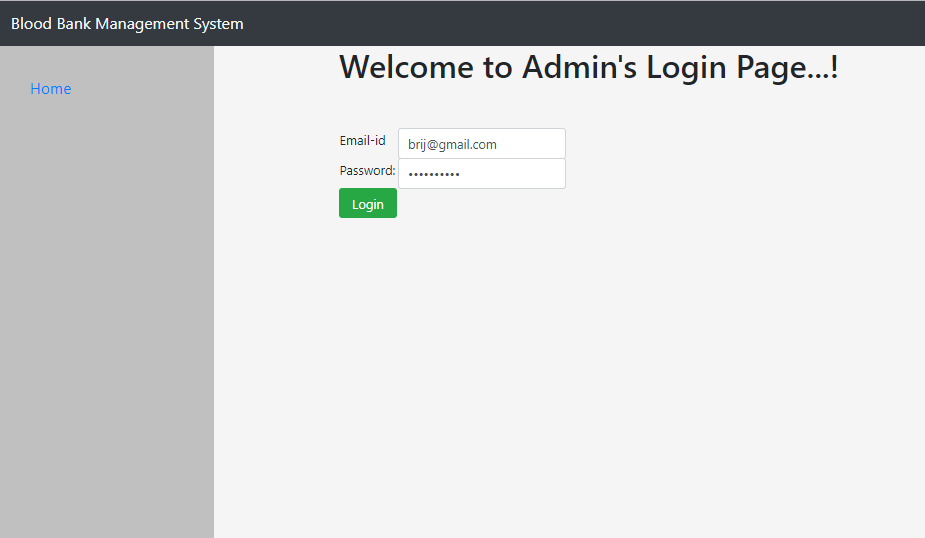 Blood Bank Management System
Home
Welcome to Admin's Login Page...!
Email-id brij@gmail.com
Password: ••••••••••
Login